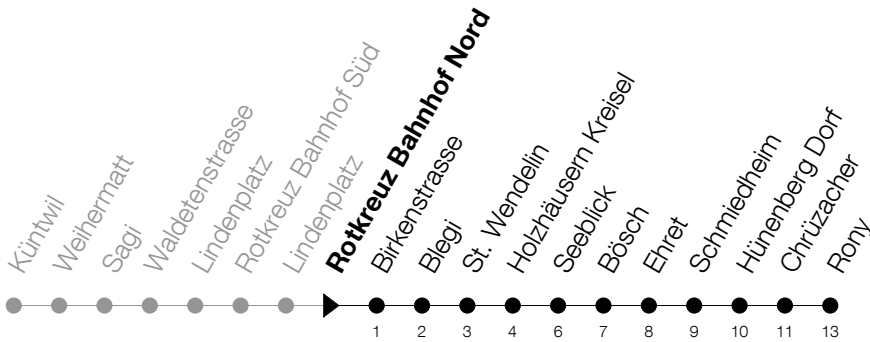 Küntwil
Weihermatt
Sagi
Waldetenstrasse
Lindenplatz
Rotkreuz Bahnhof Süd
Lindenplatz
Rotkreuz Bahnhof Nord
Birkenstrasse
Blegi
St. Wendelin
Holzhäusern Kreisel
Seeblick
Bösch
Ehret
Schmiedheim
Hünenberg Dorf
Chrüzacher
Rony
1 2 3 4 6 7 8 9 10 11 13